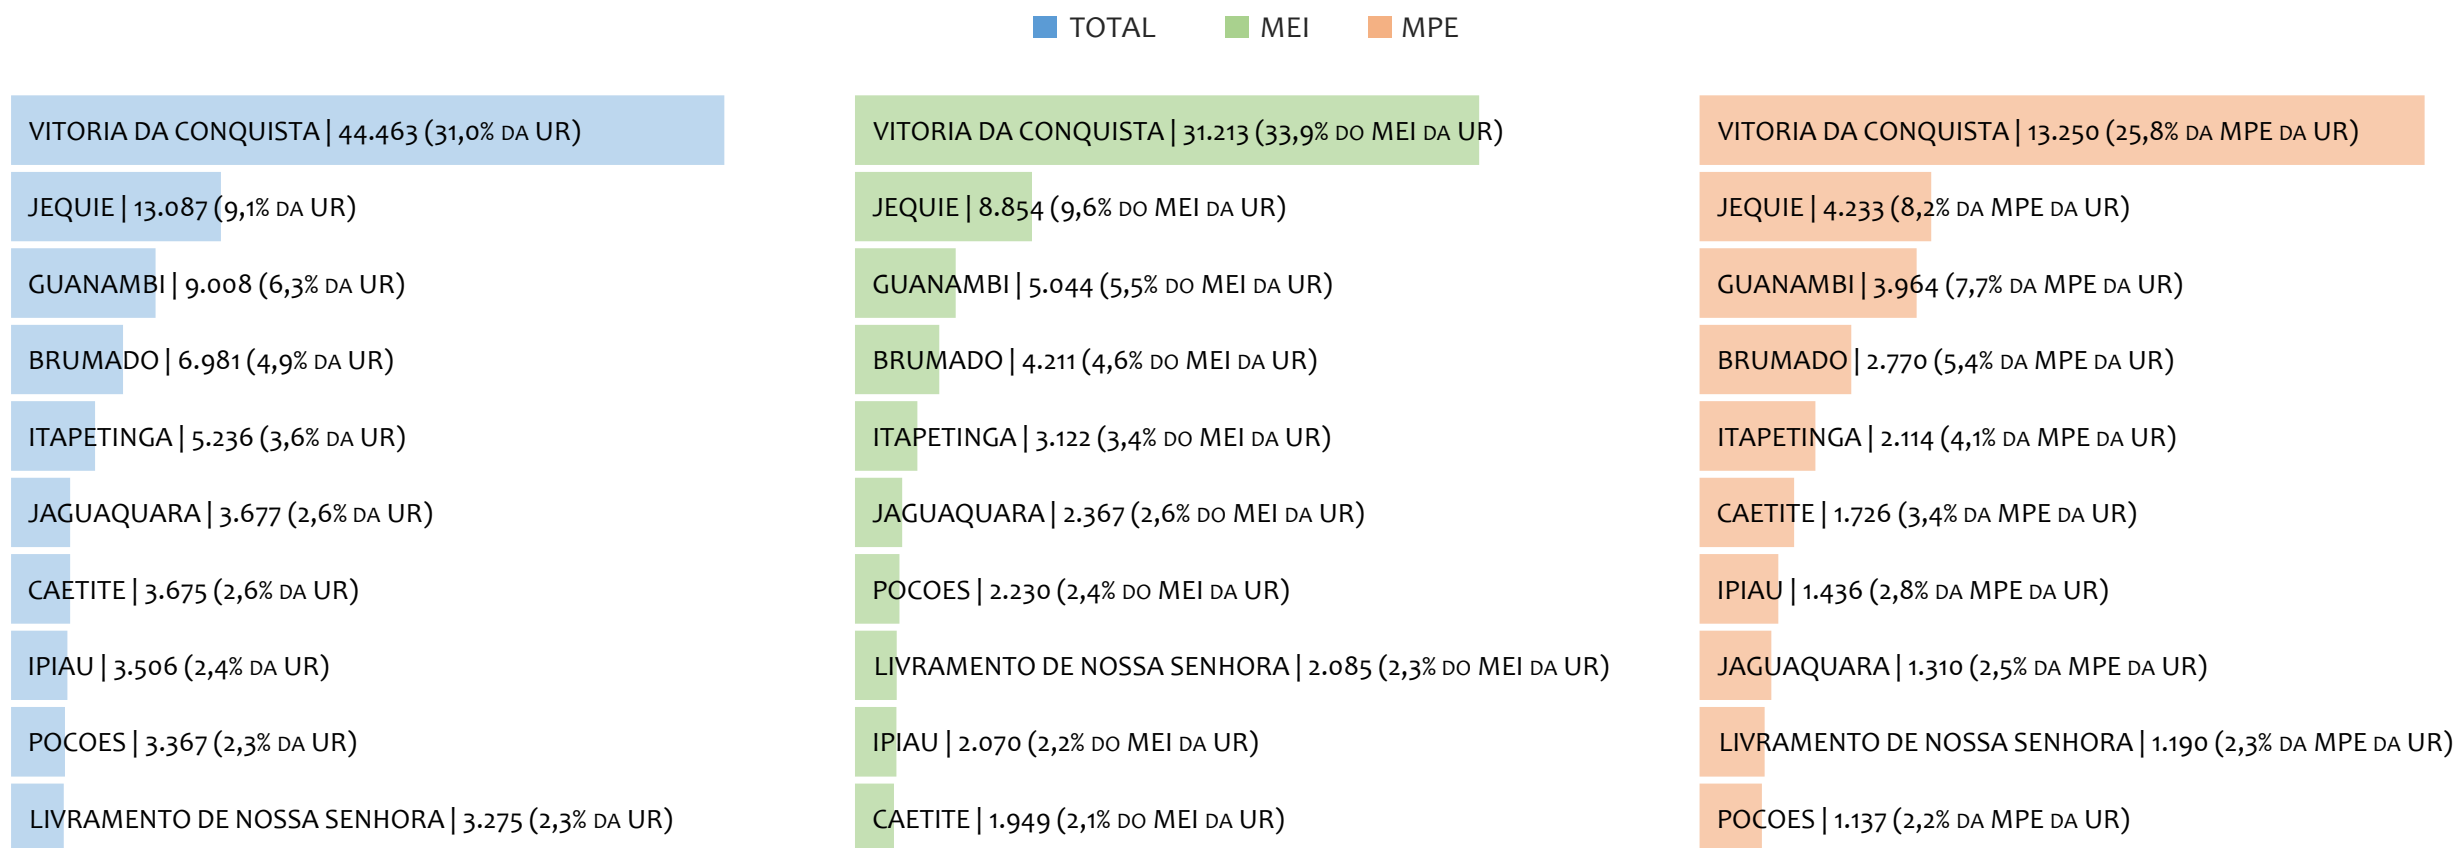 TOTAL MEI MPE
VITORIA DA CONQUISTA | 44.463 (31,0% DA UR)
JEQUIE | 13.087 (9,1% DA UR)
GUANAMBI | 9.008 (6,3% DA UR)
BRUMADO | 6.981 (4,9% DA UR)
ITAPETINGA | 5.236 (3,6% DA UR)
JAGUAQUARA | 3.677 (2,6% DA UR)
CAETITE | 3.675 (2,6% DA UR)
IPIAU | 3.506 (2,4% DA UR)
POCOES | 3.367 (2,3% DA UR)
LIVRAMENTO DE NOSSA SENHORA | 3.275 (2,3% DA UR)
VITORIA DA CONQUISTA | 31.213 (33,9% DO MEI DA UR)
JEQUIE | 8.854 (9,6% DO MEI DA UR)
GUANAMBI | 5.044 (5,5% DO MEI DA UR)
BRUMADO | 4.211 (4,6% DO MEI DA UR)
ITAPETINGA | 3.122 (3,4% DO MEI DA UR)
JAGUAQUARA | 2.367 (2,6% DO MEI DA UR)
POCOES | 2.230 (2,4% DO MEI DA UR)
LIVRAMENTO DE NOSSA SENHORA | 2.085 (2,3% DO MEI DA UR)
IPIAU | 2.070 (2,2% DO MEI DA UR)
CAETITE | 1.949 (2,1% DO MEI DA UR)
VITORIA DA CONQUISTA | 13.250 (25,8% DA MPE DA UR)
JEQUIE | 4.233 (8,2% DA MPE DA UR)
GUANAMBI | 3.964 (7,7% DA MPE DA UR)
BRUMADO | 2.770 (5,4% DA MPE DA UR)
ITAPETINGA | 2.114 (4,1% DA MPE DA UR)
CAETITE | 1.726 (3,4% DA MPE DA UR)
IPIAU | 1.436 (2,8% DA MPE DA UR)
JAGUAQUARA | 1.310 (2,5% DA MPE DA UR)
LIVRAMENTO DE NOSSA SENHORA | 1.190 (2,3% DA MPE DA UR)
POCOES | 1.137 (2,2% DA MPE DA UR)